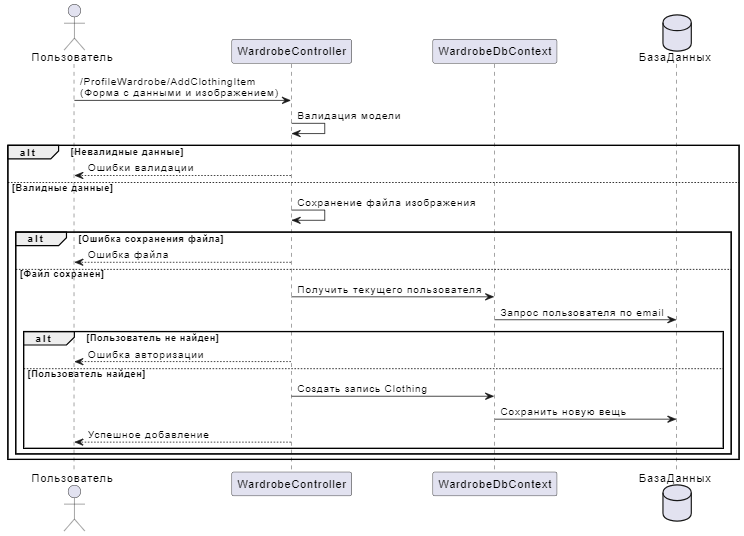 Пользователь
WardrobeController
WardrobeDbContext
БазаДанных
/ProfileWardrobe/AddClothingItem
(Форма с данными и изображением)
Валидация модели
alt [Невалидные данные]
Ошибки валидации
[Валидные данные]
Сохранение файла изображения
alt [Ошибка сохранения файла]
Ошибка файла
[Файл сохранен]
Получить текущего пользователя
Запрос пользователя по email
alt [Пользователь не найден]
Ошибка авторизации
[Пользователь найден]
Создать запись Clothing
Сохранить новую вещь
Успешное добавление
Пользователь
WardrobeController
WardrobeDbContext
БазаДанных